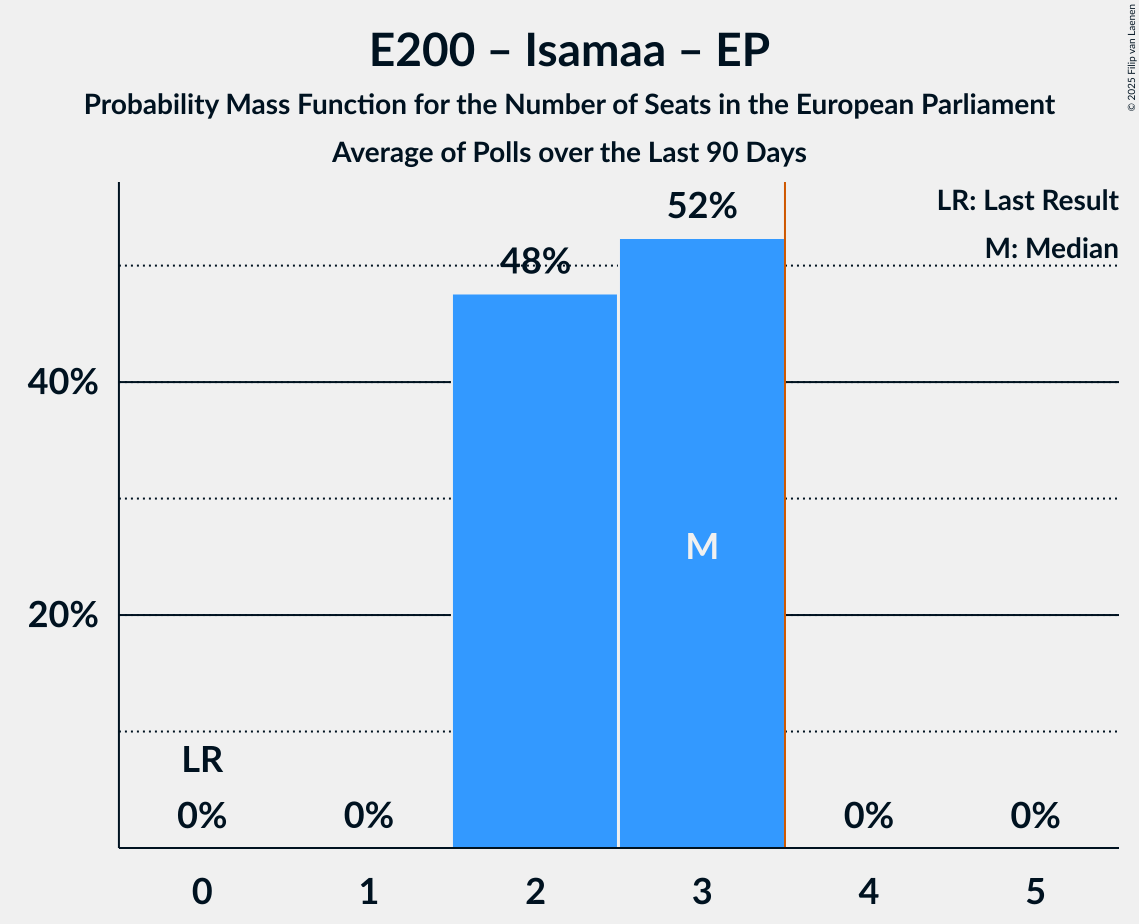 E200 – Isamaa – EP
Probability Mass Function for the Number of Seats in the European Parliament
Average of Polls over the Last 90 Days
© 2025 Filip van Laenen
LR: Last Result
M: Median
52%
48%
40%
M
20%
LR
0%
0%
0%
0%
0
1
2
3
4
5